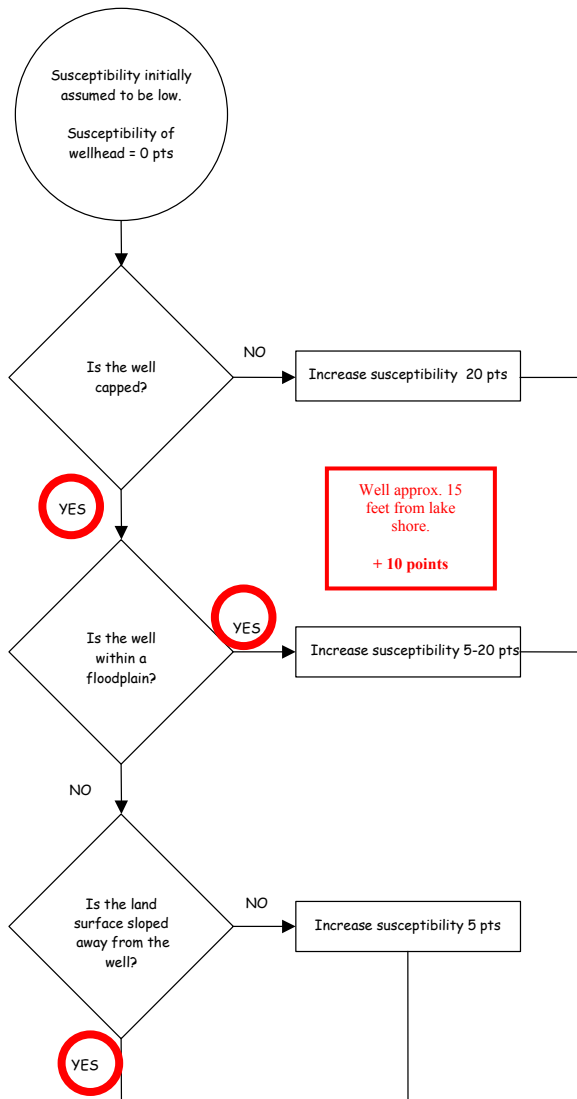 Susceptibility initially
assumed to be low.
Susceptibility of
wellhead = 0 pts
Is the well
capped?
NO
Increase susceptibility  20 pts
YES
Well approx. 15
feet from lake
shore.
+ 10 points
Is the well
within a
floodplain?
YES
Increase susceptibility 5-20 pts
NO
Is the land
surface sloped
away from the
well?
NO
Increase susceptibility 5 pts
YES